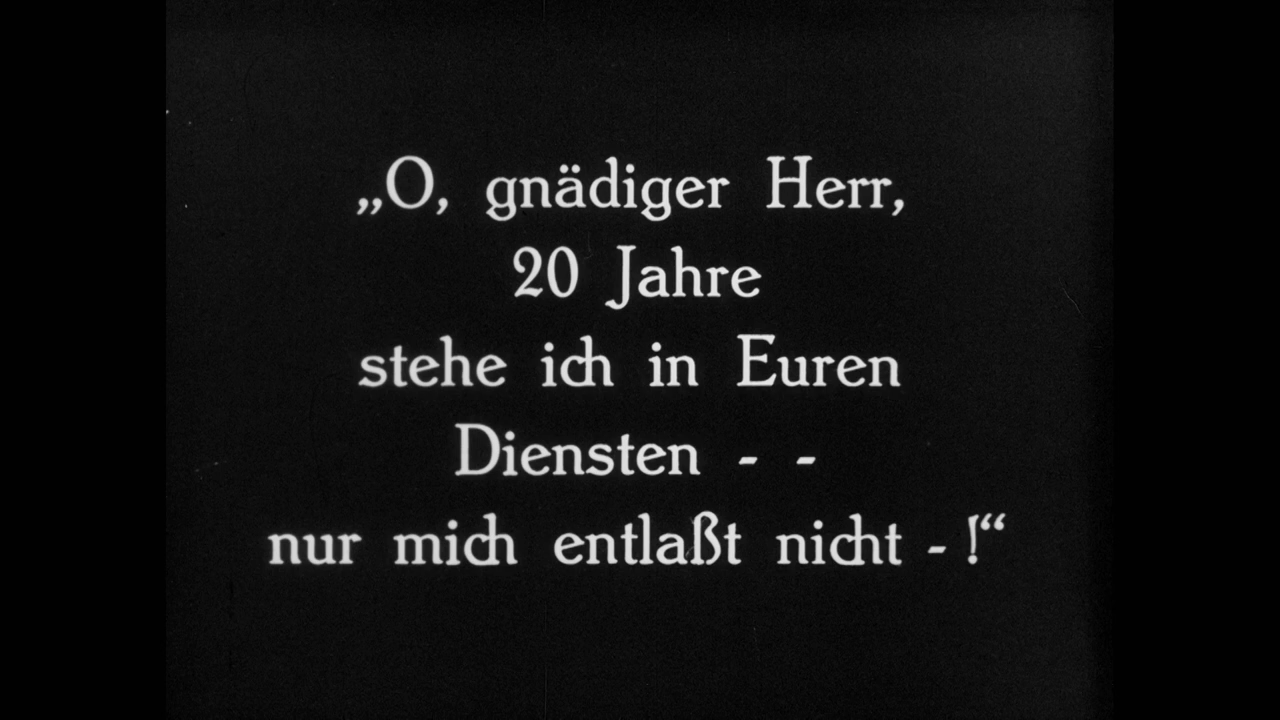 „O, gnädiger Herr,
20 Jahre
stehe ich in Euren
Diensten - -
nur mich entlaßt nicht - !“